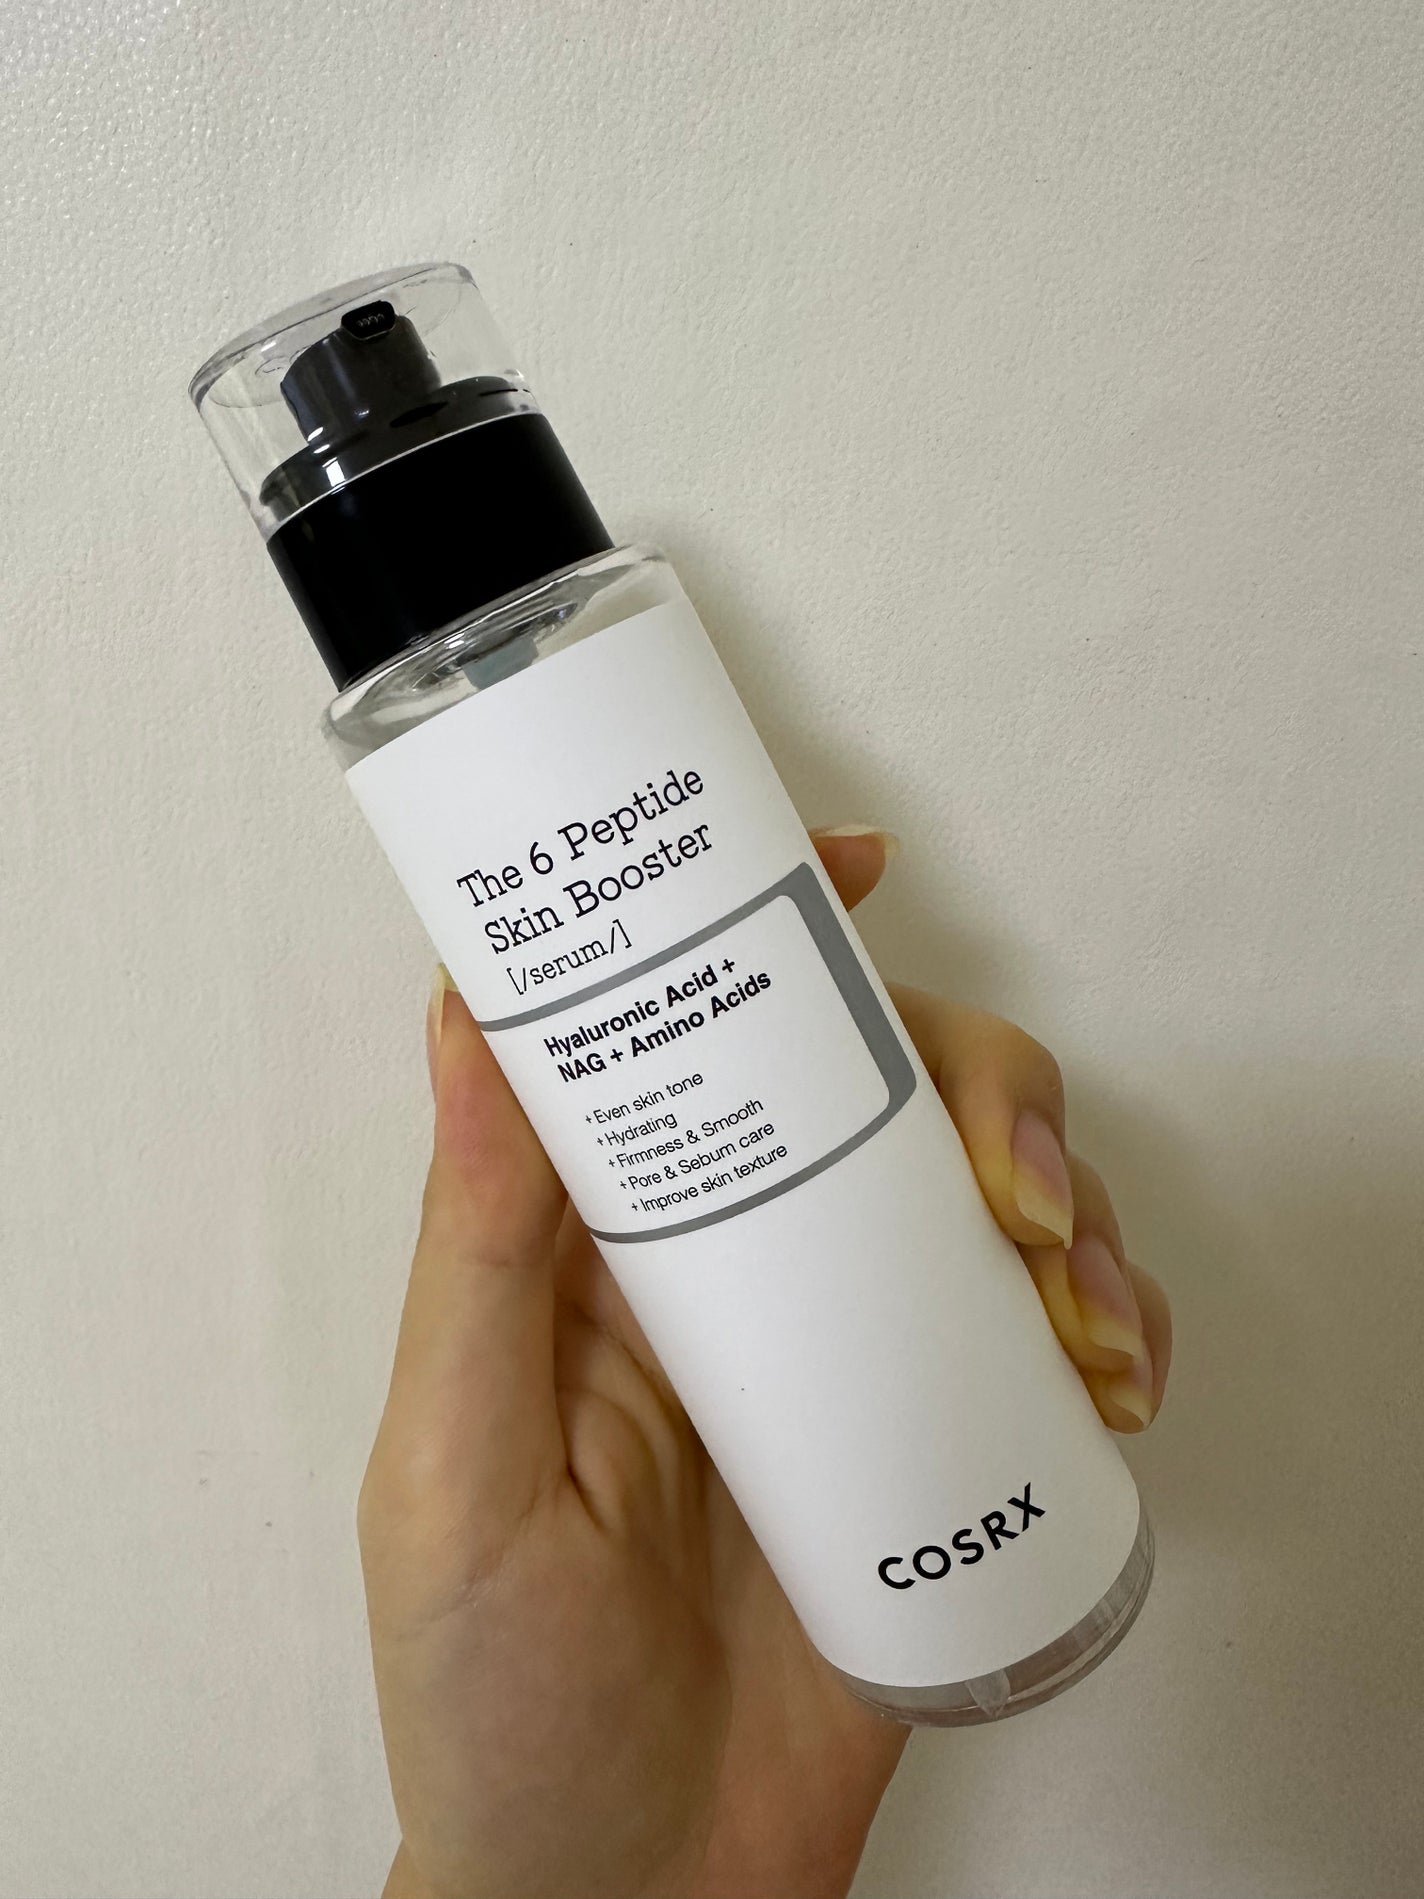 The 6 Peptide
Skin Booster
[/serum/]
Hyaluronic Acid +
NAG + Amino Acids
+ Even skin tone
+ Hydrating
+ Firmness & Smooth
+ Pore & Sebum care
+ Improve skin texture
COSRX